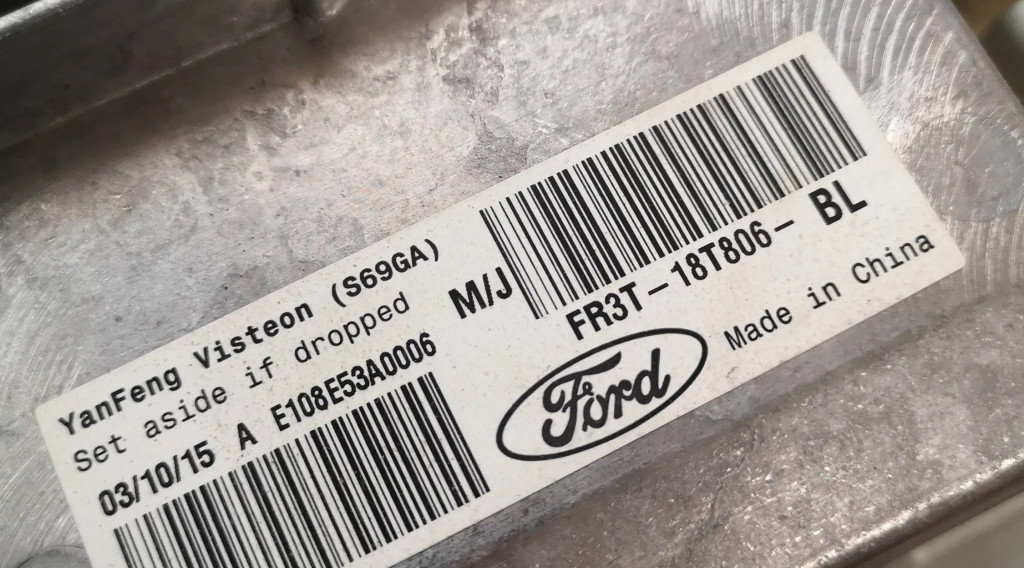 YanFeng Visteon (S69GA)
Set aside if dropped
03/10/15 A E108E53A0006
M/J
FR3T-18T806-BL
Ford
Made in China